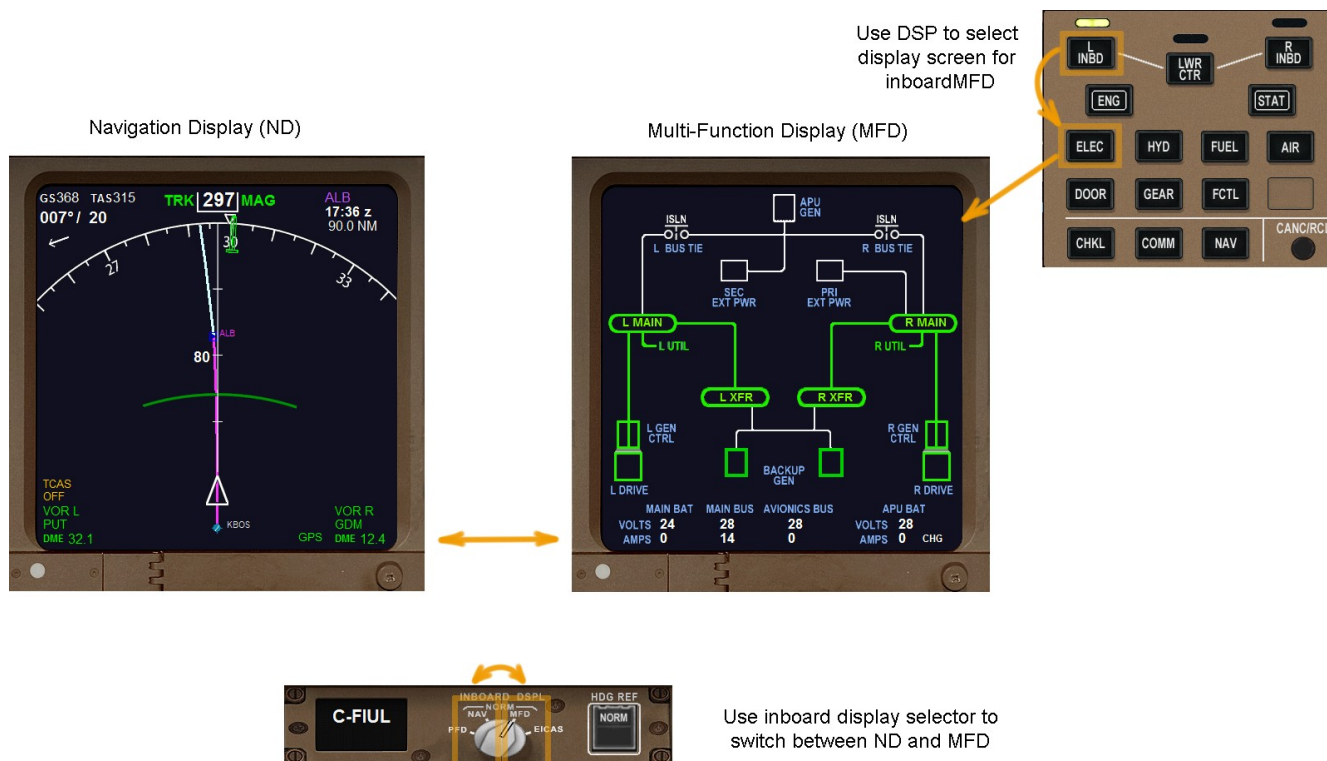 Use DSP to select
display screen for
inboardMFD
L
INBD
LWR
CTR
R
INBD
ENG
STAT
ELEC
HYD
FUEL
AIR
DOOR
GEAR
FCTL
CHKL
COMM
NAV
CANC/RCL
Navigation Display (ND)
GS368 TAS315
007°/ 20
TRK 297 MAG
ALB
17:36 z
90.0 NM
27
30
33
ALB
80
TCAS
OFF
VOR L
PUT
DME 32.1
KBOS
GPS
VOR R
GDM
DME 12.4
Multi-Function Display (MFD)
APU
GEN
ISLN
ISLN
L BUS TIE
R BUS TIE
SEC
EXT PWR
PRI
EXT PWR
L MAIN
R MAIN
L UTIL
R UTIL
L XFR
R XFR
L GEN
CTRL
R GEN
CTRL
BACKUP
GEN
L DRIVE
R DRIVE
MAIN BAT MAIN BUS AVIONICS BUS APU BAT
VOLTS 24 28 28 VOLTS 28
AMPS 0 14 0 AMPS 0 CHG
C-FIUL
INBOARD DSPL
NORM
NAV
MFD
PFD
EICAS
HDG REF
NORM
Use inboard display selector to
switch between ND and MFD